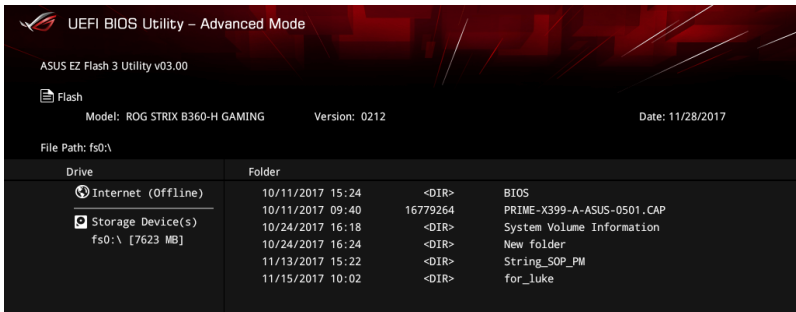 UEFI BIOS Utility – Advanced Mode
ASUS EZ Flash 3 Utility v03.00
Flash
Model: ROG STRIX B360-H GAMING Version: 0212 Date: 11/28/2017
File Path: fs0:\
Drive Folder
Internet (Offline) 10/11/2017 15:24 <DIR> BIOS
10/11/2017 09:40 16779264 PRIME-X399-A-ASUS-0501.CAP
Storage Device(s) 10/24/2017 16:18 <DIR> System Volume Information
fs0:\ [7623 MB] 10/24/2017 16:24 <DIR> New folder
11/13/2017 15:22 <DIR> String_SOP_PM
11/15/2017 10:02 <DIR> for_luke